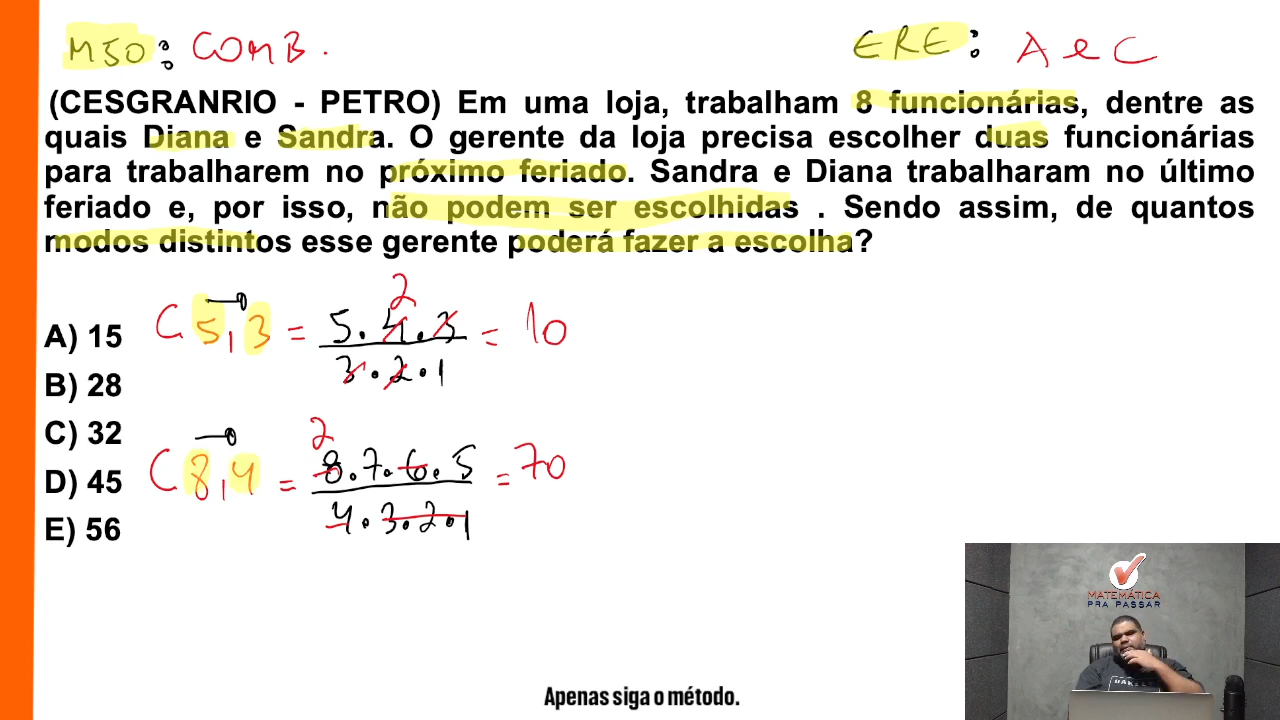 M50: COMB.
ERE: A e C
(CESGRANRIO - PETRO) Em uma loja, trabalham 8 funcionárias, dentre as
quais Diana e Sandra. O gerente da loja precisa escolher duas funcionárias
para trabalharem no próximo feriado. Sandra e Diana trabalharam no último
feriado e, por isso, não podem ser escolhidas . Sendo assim, de quantos
modos distintos esse gerente poderá fazer a escolha?
A) 15
B) 28
C) 32
D) 45
E) 56
2
C 5,3 = 5.4.3 = 10
3.2.1
2
C 8,4 = 8.7.6.5 = 70
4.3.2.1
MATEMÁTICA
PRA PASSAR
Apenas siga o método.